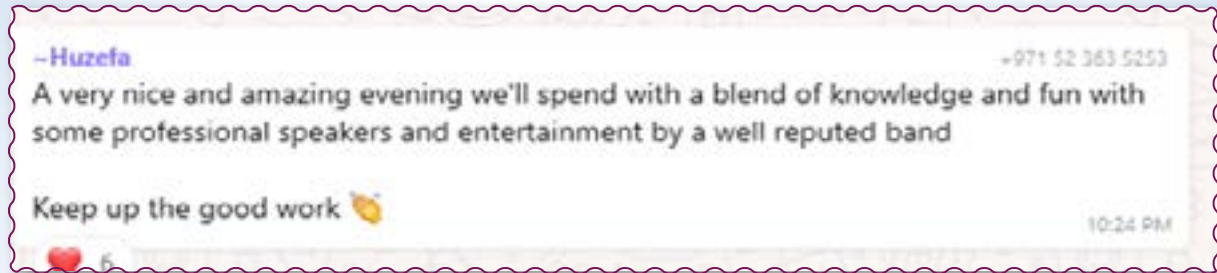 ~Huzefa
+971 52 363 5253
A very nice and amazing evening we'll spend with a blend of knowledge and fun with
some professional speakers and entertainment by a well reputed band
Keep up the good work 👏
10:24 PM
❤️ 6